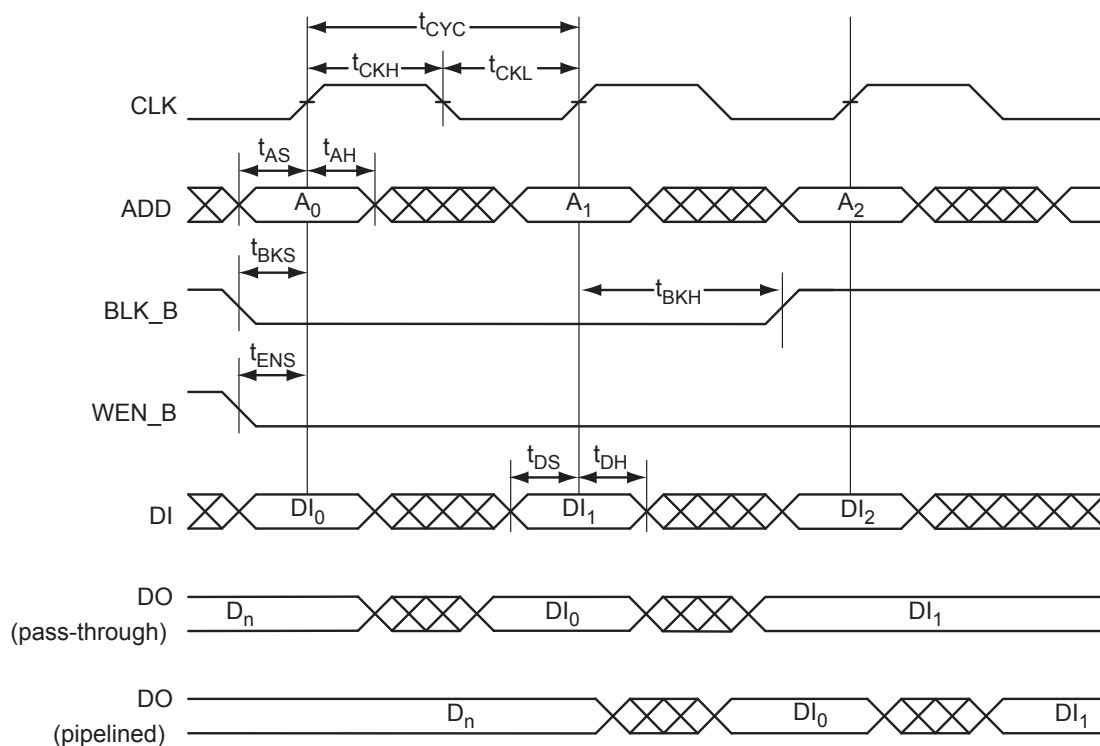 tCYC
tCKH tCKL
CLK
tAS tAH
ADD A0 A1 A2
tBKS
BLK_B tBKH
tENS
WEN_B
tDS tDH
DI DI0 DI1 DI2
DO
(pass-through) Dn DI0 DI1
DO
(pipelined) Dn DI0 DI1